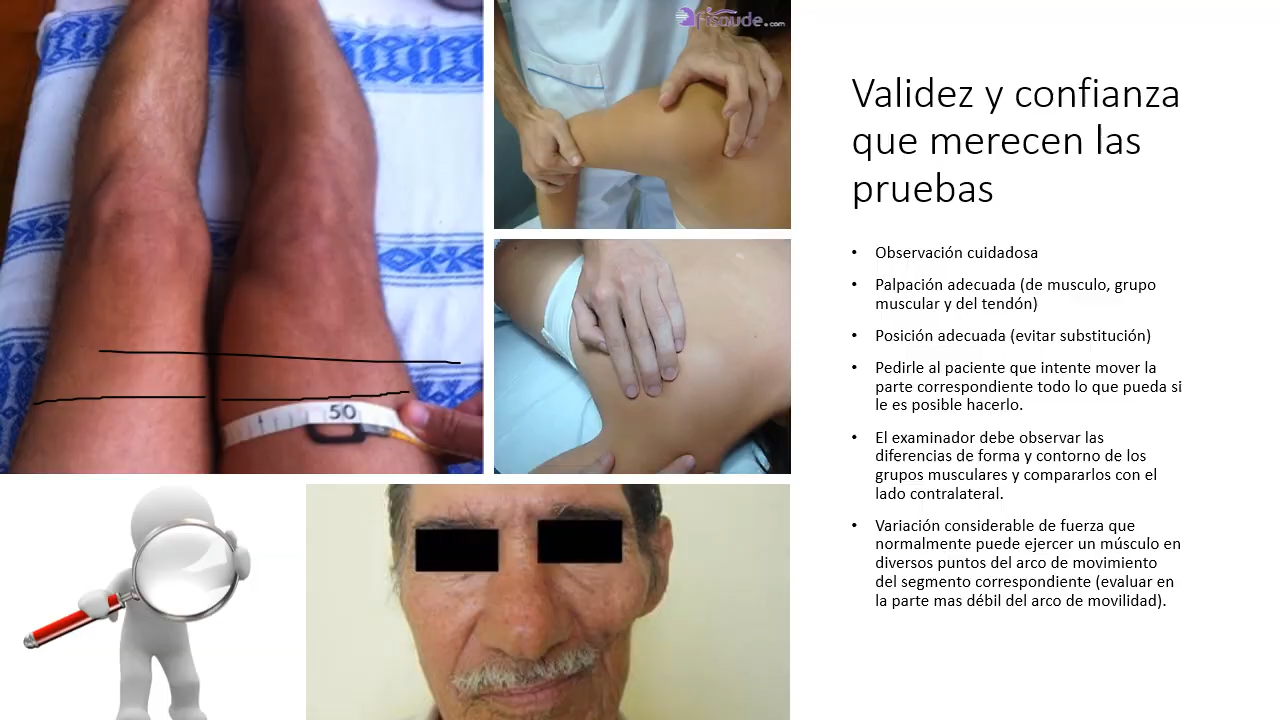 fisaude.com
50
Validez y confianza
que merecen las
pruebas
• Observación cuidadosa
• Palpación adecuada (de musculo, grupo
muscular y del tendón)
• Posición adecuada (evitar substitución)
• Pedirle al paciente que intente mover la
parte correspondiente todo lo que pueda si
le es posible hacerlo.
• El examinador debe observar las
diferencias de forma y contorno de los
grupos musculares y compararlos con el
lado contralateral.
• Variación considerable de fuerza que
normalmente puede ejercer un músculo en
diversos puntos del arco de movimiento
del segmento correspondiente (evaluar en
la parte mas débil del arco de movilidad).